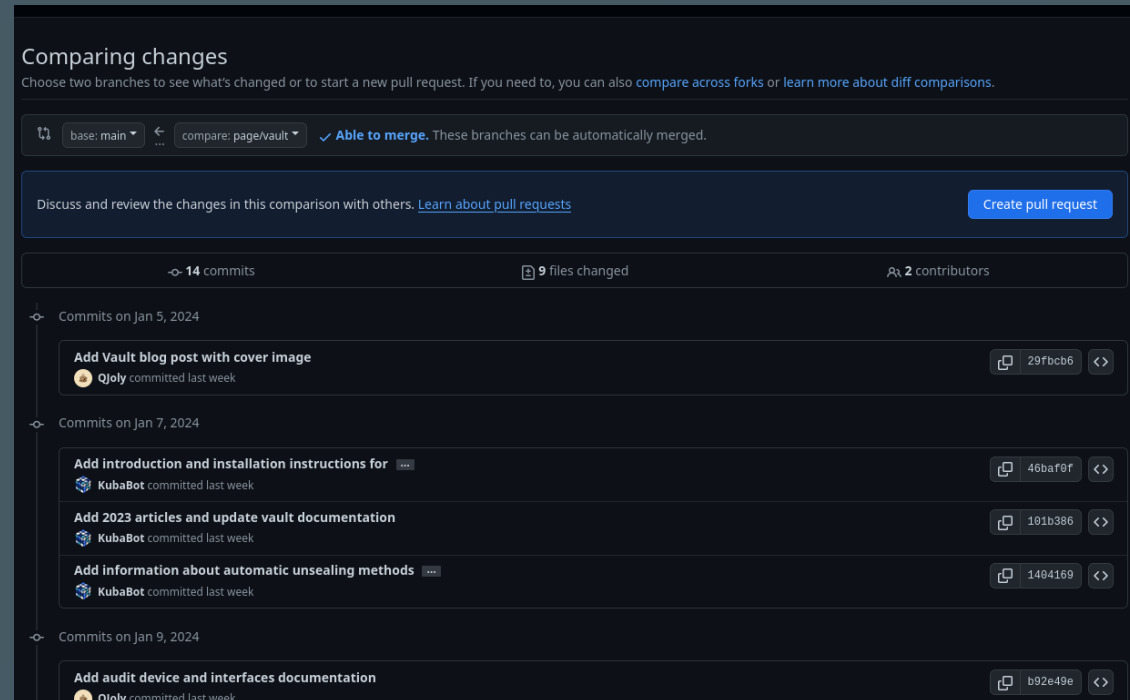 Comparing changes
Choose two branches to see what's changed or to start a new pull request. If you need to, you can also compare across forks or learn more about diff comparisons.
base: main ← ... compare: page/vault ✓ Able to merge. These branches can be automatically merged.
Discuss and review the changes in this comparison with others. Learn about pull requests Create pull request
14 commits 9 files changed 2 contributors
Commits on Jan 5, 2024
Add Vault blog post with cover image 29fbcb6
QJoly committed last week
Commits on Jan 7, 2024
Add introduction and installation instructions for ... 46baf0f
KubaBot committed last week
Add 2023 articles and update vault documentation 101b386
KubaBot committed last week
Add information about automatic unsealing methods ... 1404169
KubaBot committed last week
Commits on Jan 9, 2024
Add audit device and interfaces documentation b92e49e
QJoly committed last week